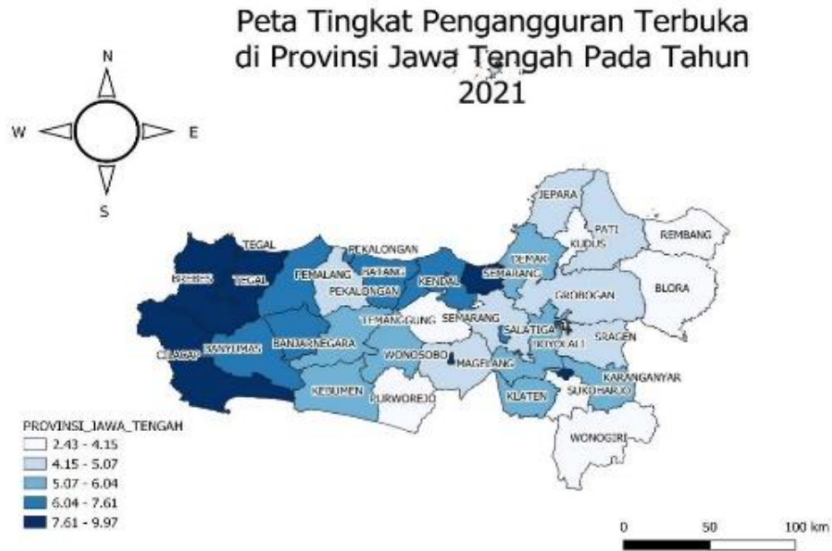 Peta Tingkat Pengangguran Terbuka
di Provinsi Jawa Tengah Pada Tahun
2021
N
W
E
S
JEPARA
PATI
REMBANG
KUDUS
TEGAL
PEKALONGAN
DEMAK
BREBES
TEGAL
PEMALANG
BATANG
KENDAL
SEMARANG
BLORA
PEKALONGAN
GROBOGAN
TEMANGGUNG
SEMARANG
SALATIGA
SRAGEN
CILACAP
BANYUMAS
BANJARNEGARA
WONOSOBO
BOYOLALI
MAGELANG
KARANGANYAR
KEBUMEN
PURWOREJO
KLATEN
SUKOHARJO
WONOGIRI
PROVINSI_JAWA_TENGAH
2.43 - 4.15
4.15 - 5.07
5.07 - 6.04
6.04 - 7.61
7.61 - 9.97
0 50 100 km